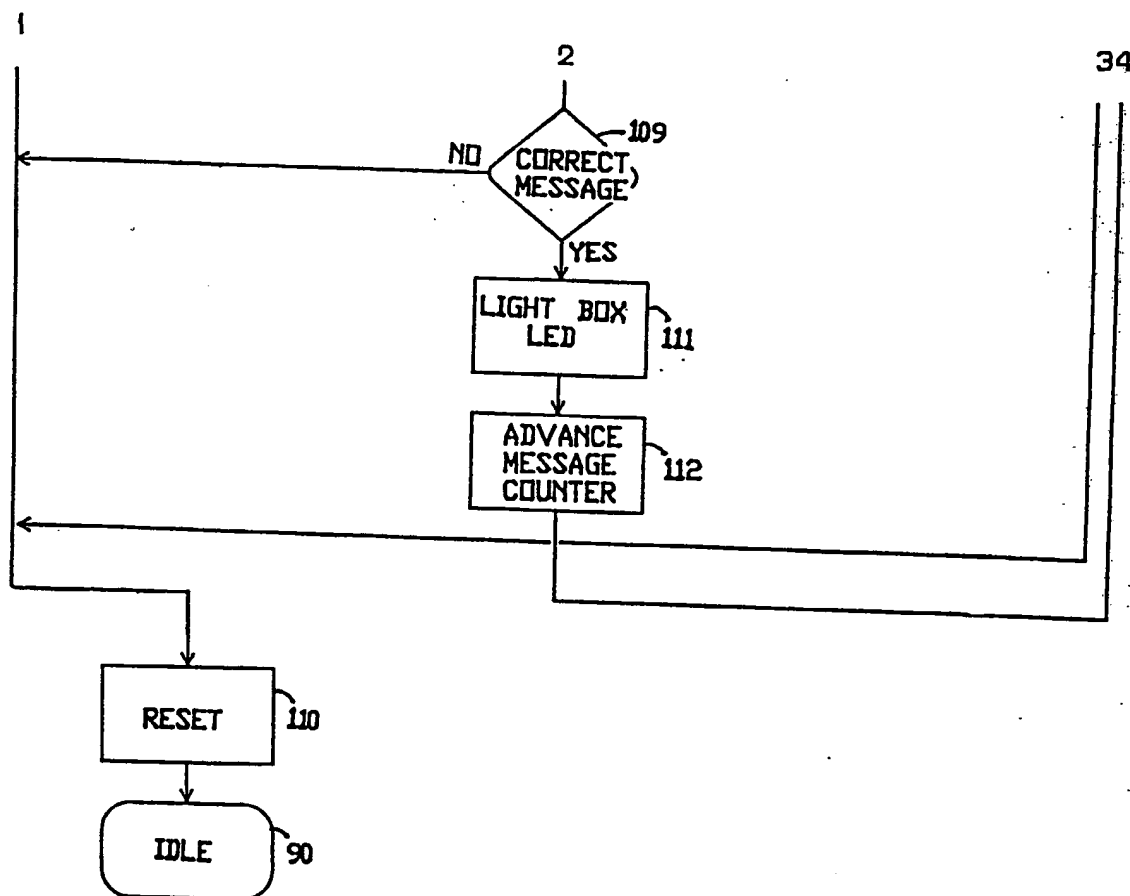 1
2
34
109
NO
CORRECT
MESSAGE
YES
LIGHT BOX
LED
111
ADVANCE
MESSAGE
COUNTER
112
RESET
110
IDLE
90